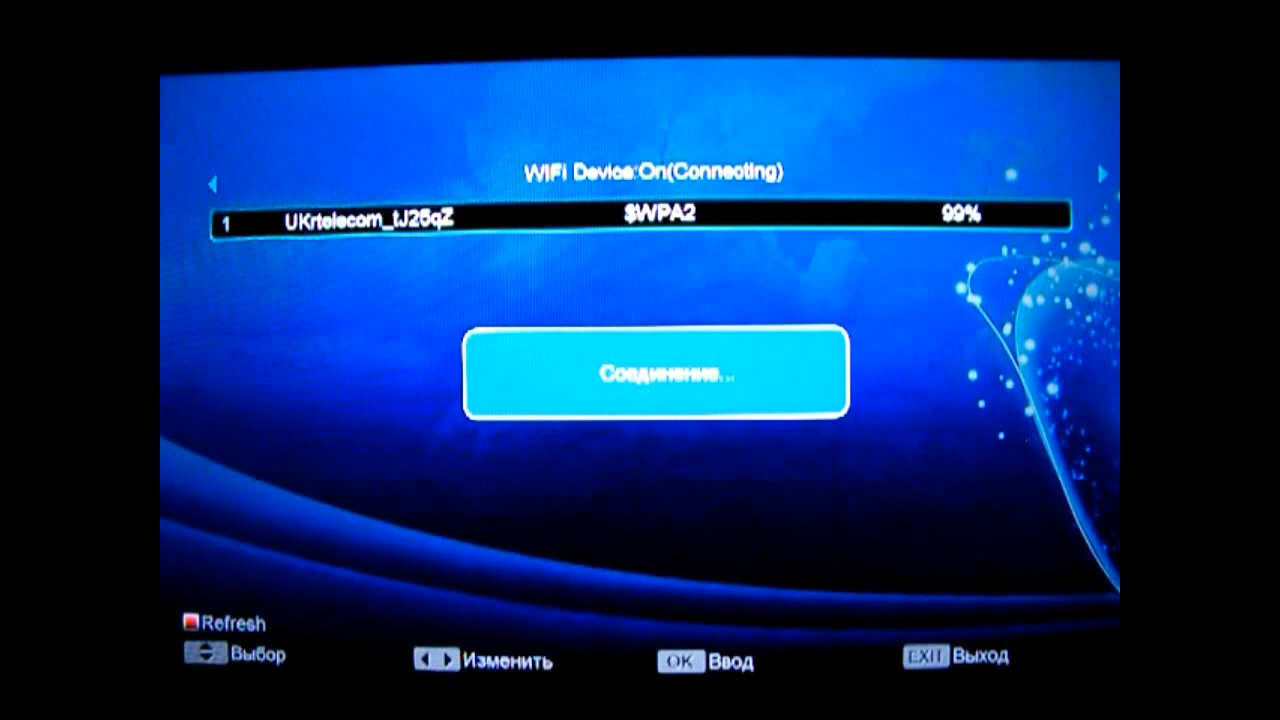 WIFI Device:On(Connecting)
1 UKrtelecom_tJ25qZ $WPA2 99%
Соединение...
Refresh
Выбор Изменить OK Ввод EXIT Выход